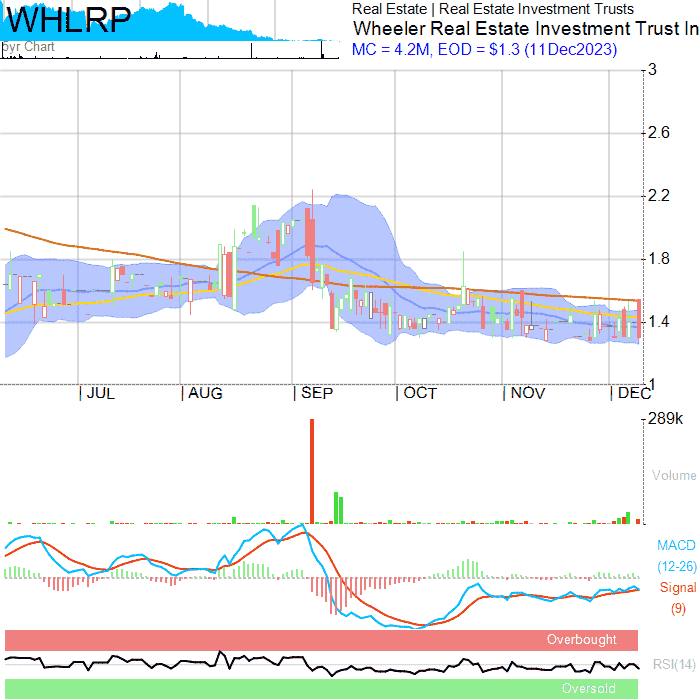 WHLRP
Real Estate | Real Estate Investment Trusts
Wheeler Real Estate Investment Trust In
MC = 4.2M, EOD = $1.3 (11Dec2023)
5yr Chart
3
2.6
2.2
1.8
1.4
1
| JUL | AUG | SEP | OCT | NOV | DEC
289k
Volume
MACD
(12-26)
Signal
(9)
Overbought
RSI(14)
Oversold